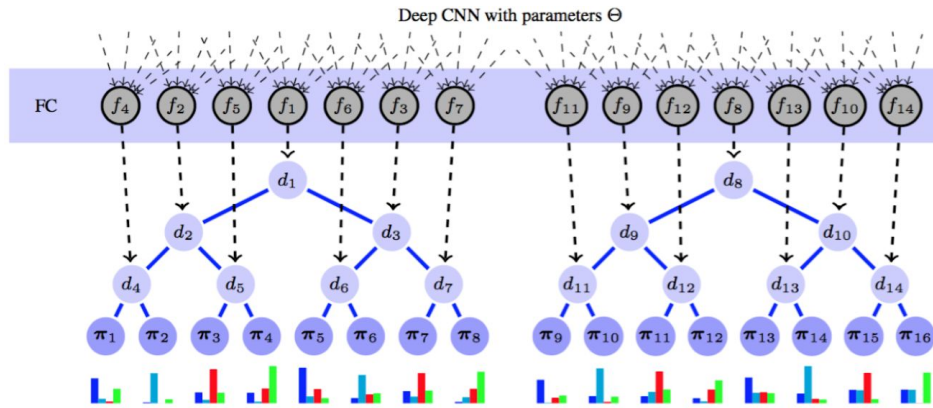 Deep CNN with parameters Θ
FC f₄ f₂ f₅ f₁ f₆ f₃ f₇ f₁₁ f₉ f₁₂ f₈ f₁₃ f₁₀ f₁₄
d₁ d₈
d₂ d₃ d₉ d₁₀
d₄ d₅ d₆ d₇ d₁₁ d₁₂ d₁₃ d₁₄
π₁ π₂ π₃ π₄ π₅ π₆ π₇ π₈ π₉ π₁₀ π₁₁ π₁₂ π₁₃ π₁₄ π₁₅ π₁₆